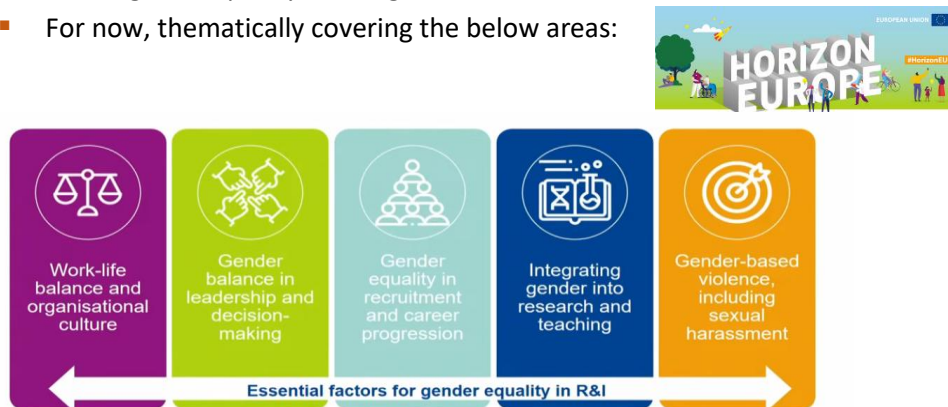 For now, thematically covering the below areas:
EUROPEAN UNION
HORIZON
EUROPE
#HorizonEU
Work-life
balance and
organisational
culture
Gender
balance in
leadership and
decision-
making
Gender
equality in
recruitment
and career
progression
Integrating
gender into
research and
teaching
Gender-based
violence,
including
sexual
harassment
Essential factors for gender equality in R&I